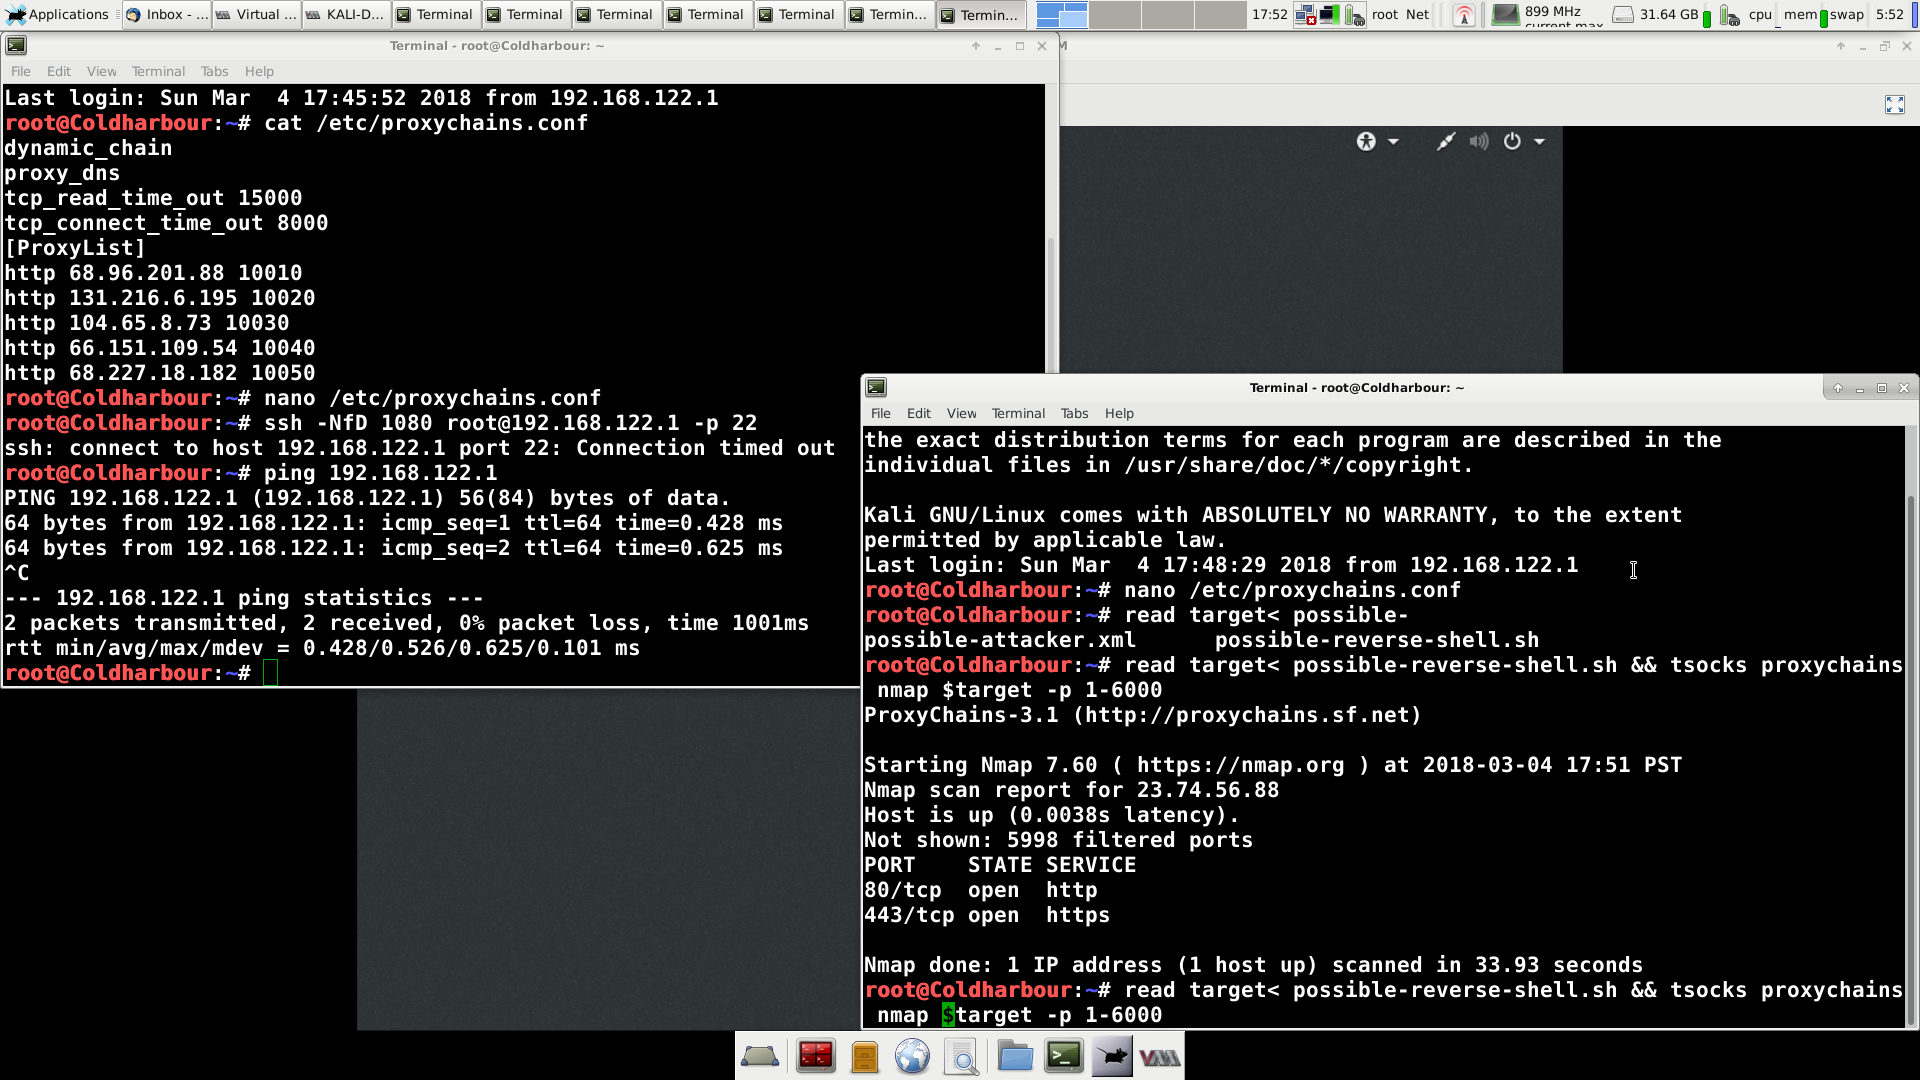 Applications
Inbox - ...
Virtual ...
KALI-D...
Terminal
Terminal
Terminal
Terminal
Terminal
Termin...
Termin...
17:52
root
Net
899 MHz
31.64 GB
cpu
mem
swap
5:52
Terminal - root@Coldharbour: ~
File Edit View Terminal Tabs Help
Last login: Sun Mar  4 17:45:52 2018 from 192.168.122.1
root@Coldharbour:~# cat /etc/proxychains.conf
dynamic_chain
proxy_dns
tcp_read_time_out 15000
tcp_connect_time_out 8000
[ProxyList]
http 68.96.201.88 10010
http 131.216.6.195 10020
http 104.65.8.73 10030
http 66.151.109.54 10040
http 68.227.18.182 10050
root@Coldharbour:~# nano /etc/proxychains.conf
root@Coldharbour:~# ssh -NfD 1080 root@192.168.122.1 -p 22
ssh: connect to host 192.168.122.1 port 22: Connection timed out
root@Coldharbour:~# ping 192.168.122.1
PING 192.168.122.1 (192.168.122.1) 56(84) bytes of data.
64 bytes from 192.168.122.1: icmp_seq=1 ttl=64 time=0.428 ms
64 bytes from 192.168.122.1: icmp_seq=2 ttl=64 time=0.625 ms
^C
--- 192.168.122.1 ping statistics ---
2 packets transmitted, 2 received, 0% packet loss, time 1001ms
rtt min/avg/max/mdev = 0.428/0.526/0.625/0.101 ms
root@Coldharbour:~#
Terminal - root@Coldharbour: ~
File Edit View Terminal Tabs Help
the exact distribution terms for each program are described in the
individual files in /usr/share/doc/*/copyright.
Kali GNU/Linux comes with ABSOLUTELY NO WARRANTY, to the extent
permitted by applicable law.
Last login: Sun Mar  4 17:48:29 2018 from 192.168.122.1
root@Coldharbour:~# nano /etc/proxychains.conf
root@Coldharbour:~# read target< possible-
possible-attacker.xml      possible-reverse-shell.sh
root@Coldharbour:~# read target< possible-reverse-shell.sh && tsocks proxychains
 nmap $target -p 1-6000
ProxyChains-3.1 (http://proxychains.sf.net)
Starting Nmap 7.60 ( https://nmap.org ) at 2018-03-04 17:51 PST
Nmap scan report for 23.74.56.88
Host is up (0.0038s latency).
Not shown: 5998 filtered ports
PORT    STATE SERVICE
80/tcp  open  http
443/tcp open  https
Nmap done: 1 IP address (1 host up) scanned in 33.93 seconds
root@Coldharbour:~# read target< possible-reverse-shell.sh && tsocks proxychains
 nmap $target -p 1-6000